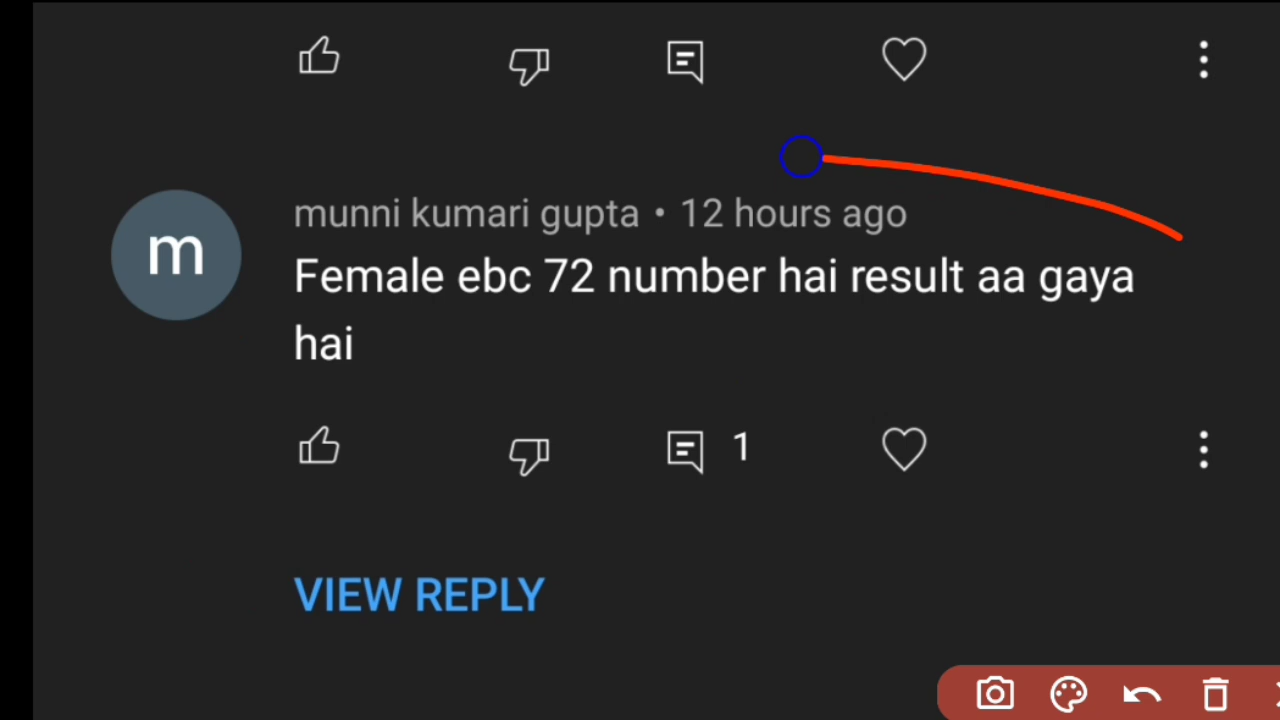 m
munni kumari gupta • 12 hours ago
Female ebc 72 number hai result aa gaya
hai
1
VIEW REPLY